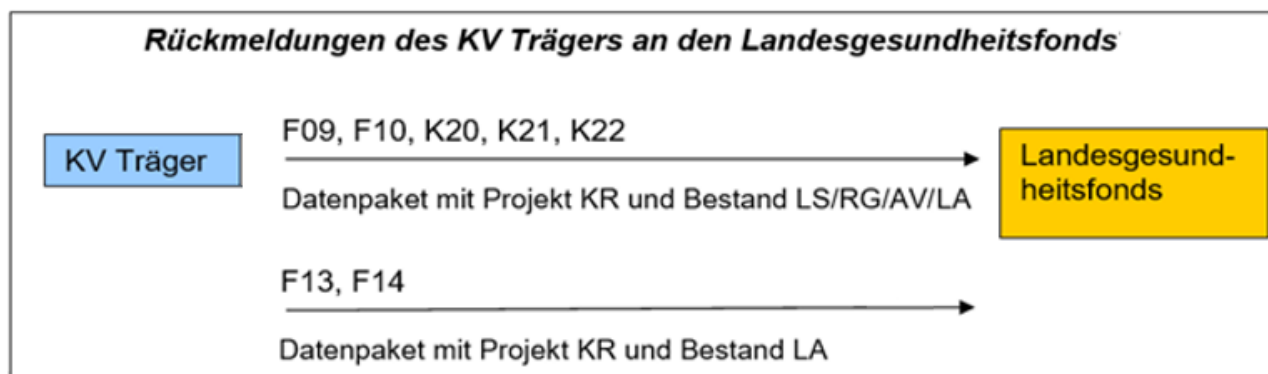 Rückmeldungen des KV Trägers an den Landesgesundheitsfonds
KV Träger
F09, F10, K20, K21, K22
Datenpaket mit Projekt KR und Bestand LS/RG/AV/LA
Landesgesund-
heitsfonds
F13, F14
Datenpaket mit Projekt KR und Bestand LA